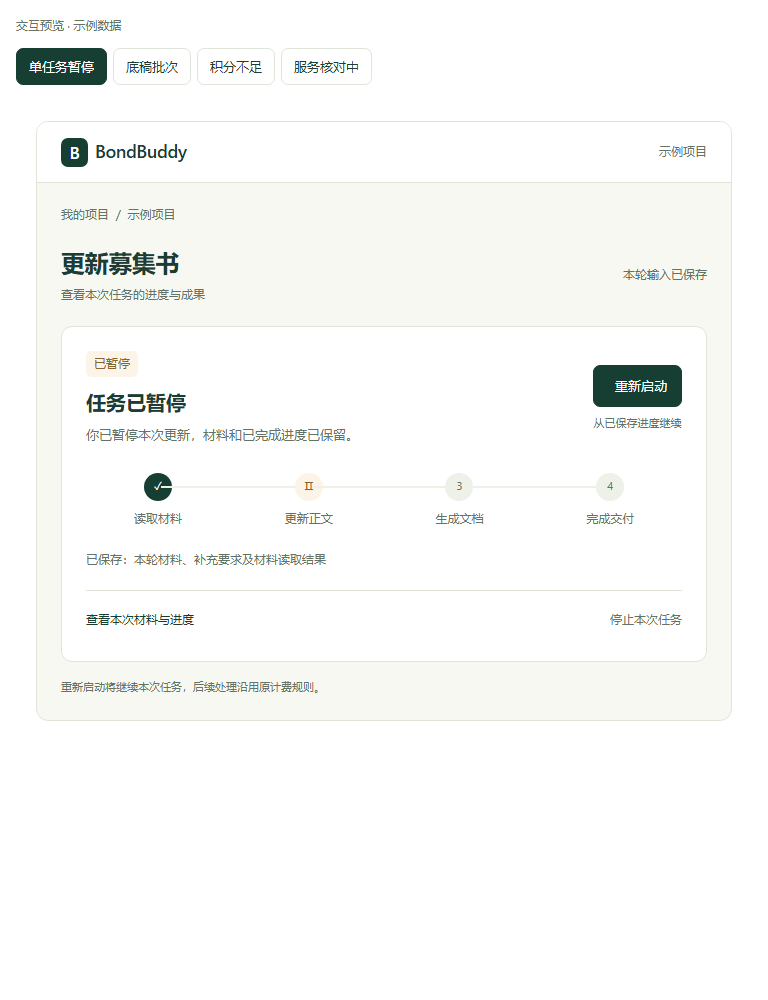 交互预览 · 示例数据
单任务暂停 底稿批次 积分不足 服务核对中
B BondBuddy 示例项目
我的项目 / 示例项目
更新募集书
本轮输入已保存
查看本次任务的进度与成果
已暂停
任务已暂停
重新启动
你已暂停本次更新，材料和已完成进度已保留。
从已保存进度继续
✓ II 3 4
读取材料 更新正文 生成文档 完成交付
已保存：本轮材料、补充要求及材料读取结果
查看本次材料与进度 停止本次任务
重新启动将继续本次任务，后续处理沿用原计费规则。